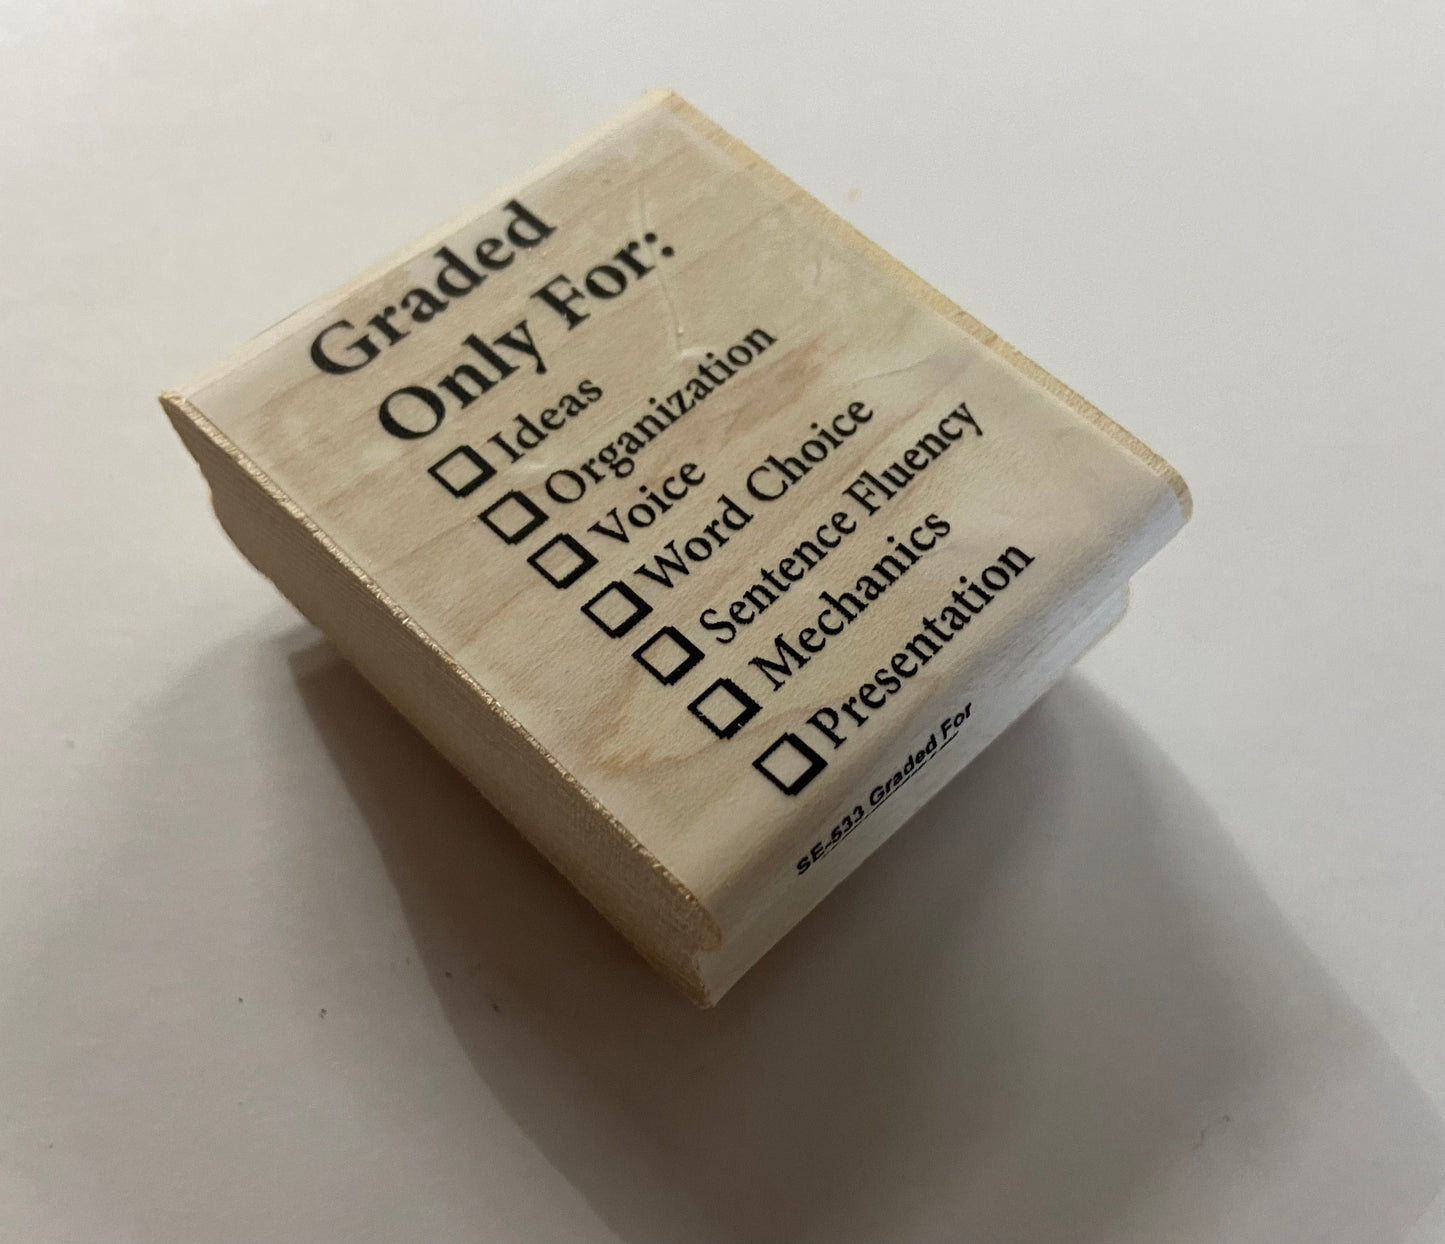 Graded
Only For:
Ideas
Organization
Voice
Word Choice
Sentence Fluency
Mechanics
Presentation
SE-533 Graded For